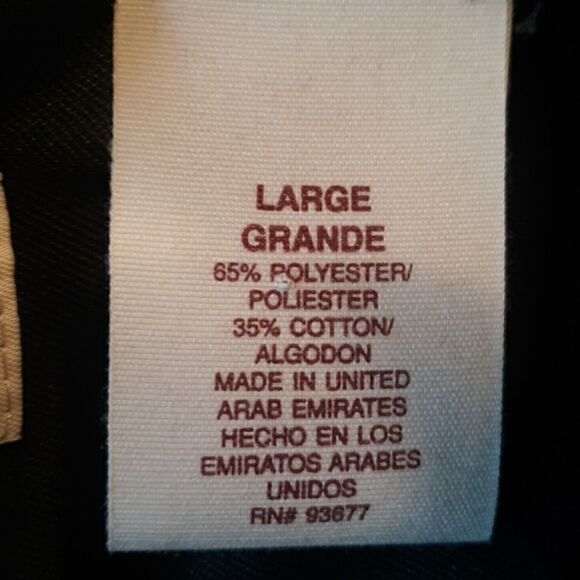 LARGE
GRANDE
65% POLYESTER/
POLIESTER
35% COTTON/
ALGODON
MADE IN UNITED
ARAB EMIRATES
HECHO EN LOS
EMIRATOS ARABES
UNIDOS
RN# 93677